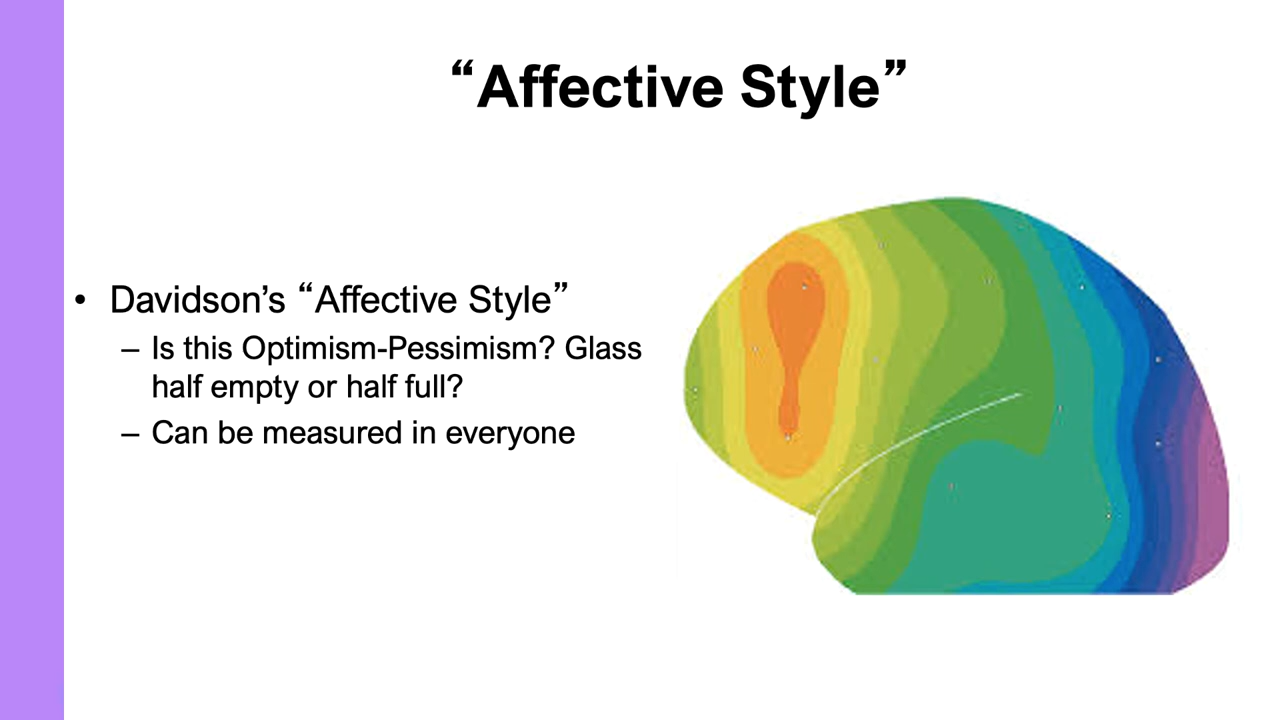 “Affective Style”
• Davidson’s “Affective Style”
– Is this Optimism-Pessimism? Glass
half empty or half full?
– Can be measured in everyone